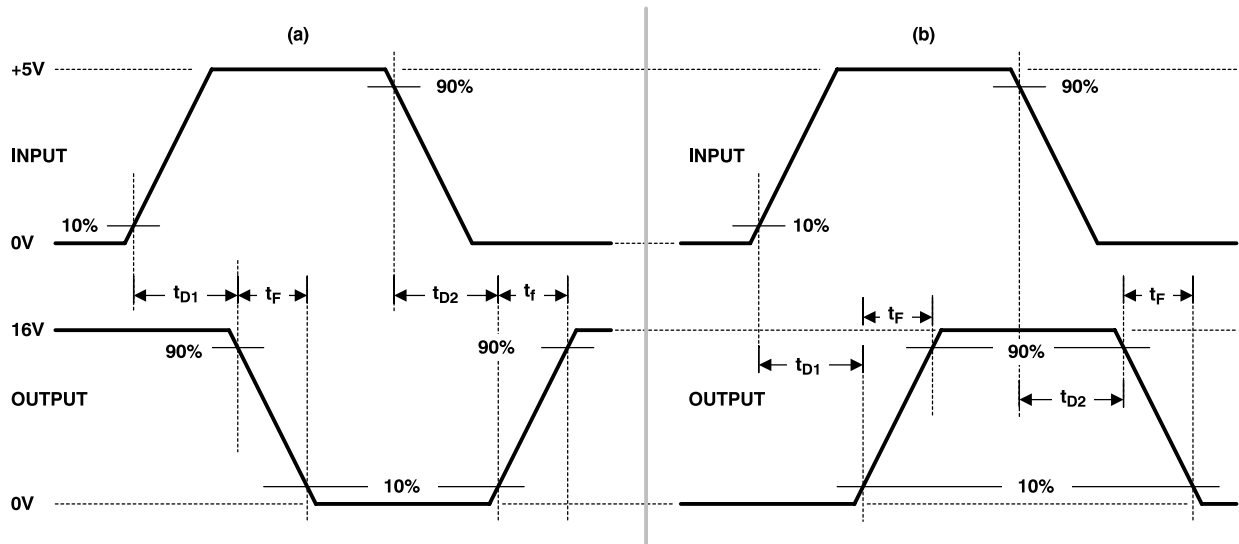 (a)
(b)
+5V
90%
90%
INPUT
INPUT
10%
10%
0V
tD1
tF
tD2
tf
tF
tF
16V
90%
90%
90%
tD1
tD2
OUTPUT
OUTPUT
10%
10%
0V